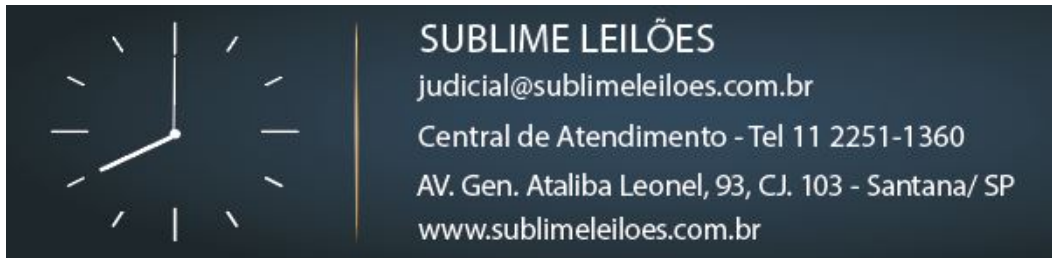 SUBLIME LEILÕES
judicial@sublimeleiloes.com.br
Central de Atendimento - Tel 11 2251-1360
AV. Gen. Ataliba Leonel, 93, CJ. 103 - Santana/ SP
www.sublimeleiloes.com.br